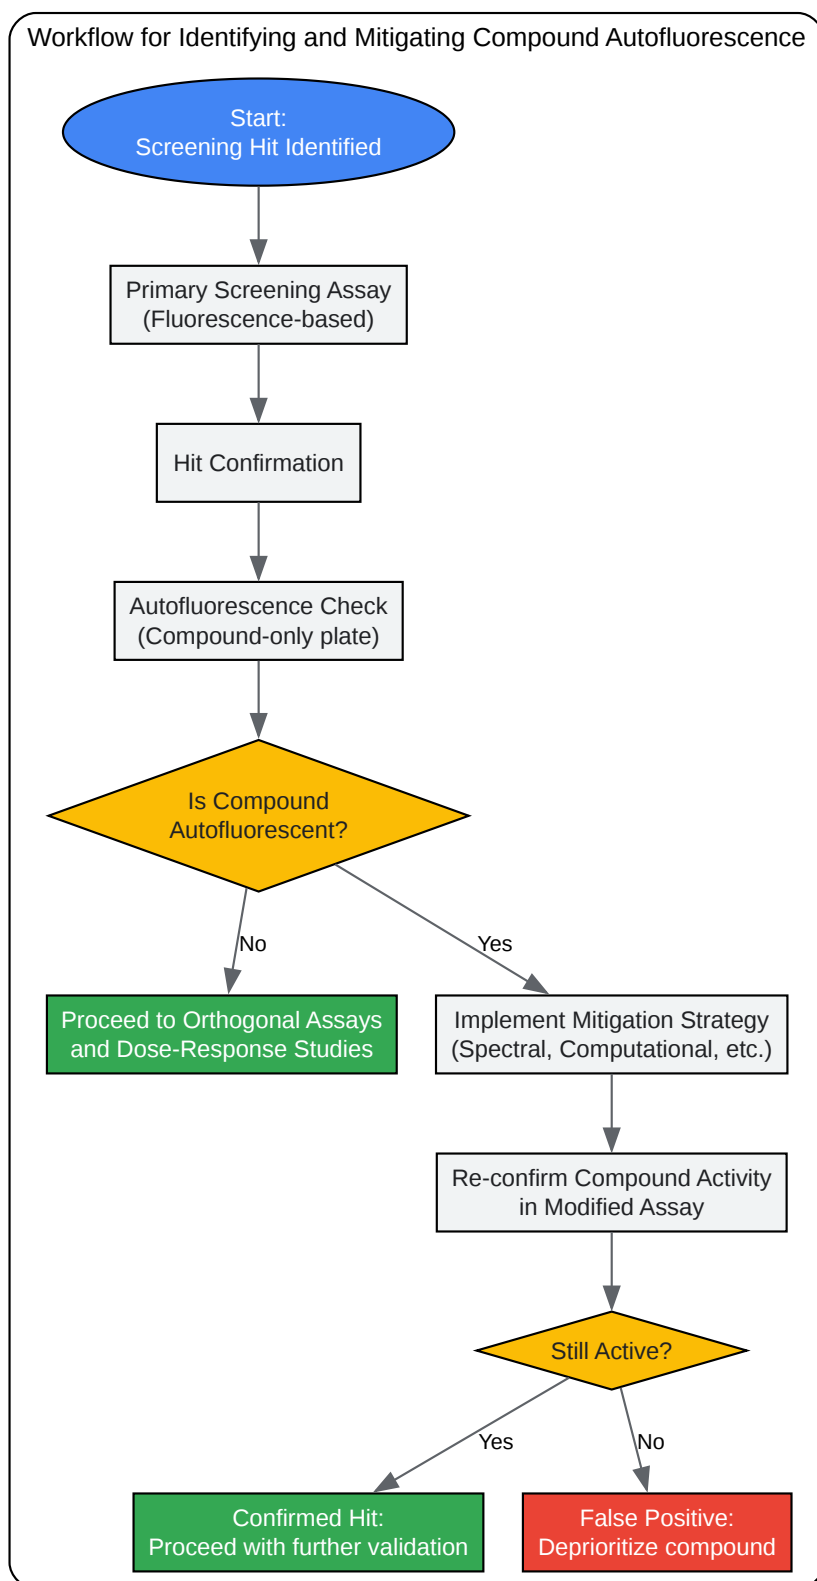 Workflow for Identifying and Mitigating Compound Autofluorescence
Start:
Screening Hit Identified
Primary Screening Assay
(Fluorescence-based)
Hit Confirmation
Autofluorescence Check
(Compound-only plate)
Is Compound
Autofluorescent?
No
Yes
Proceed to Orthogonal Assays
and Dose-Response Studies
Implement Mitigation Strategy
(Spectral, Computational, etc.)
Re-confirm Compound Activity
in Modified Assay
Still Active?
Yes
No
Confirmed Hit:
Proceed with further validation
False Positive:
Deprioritize compound